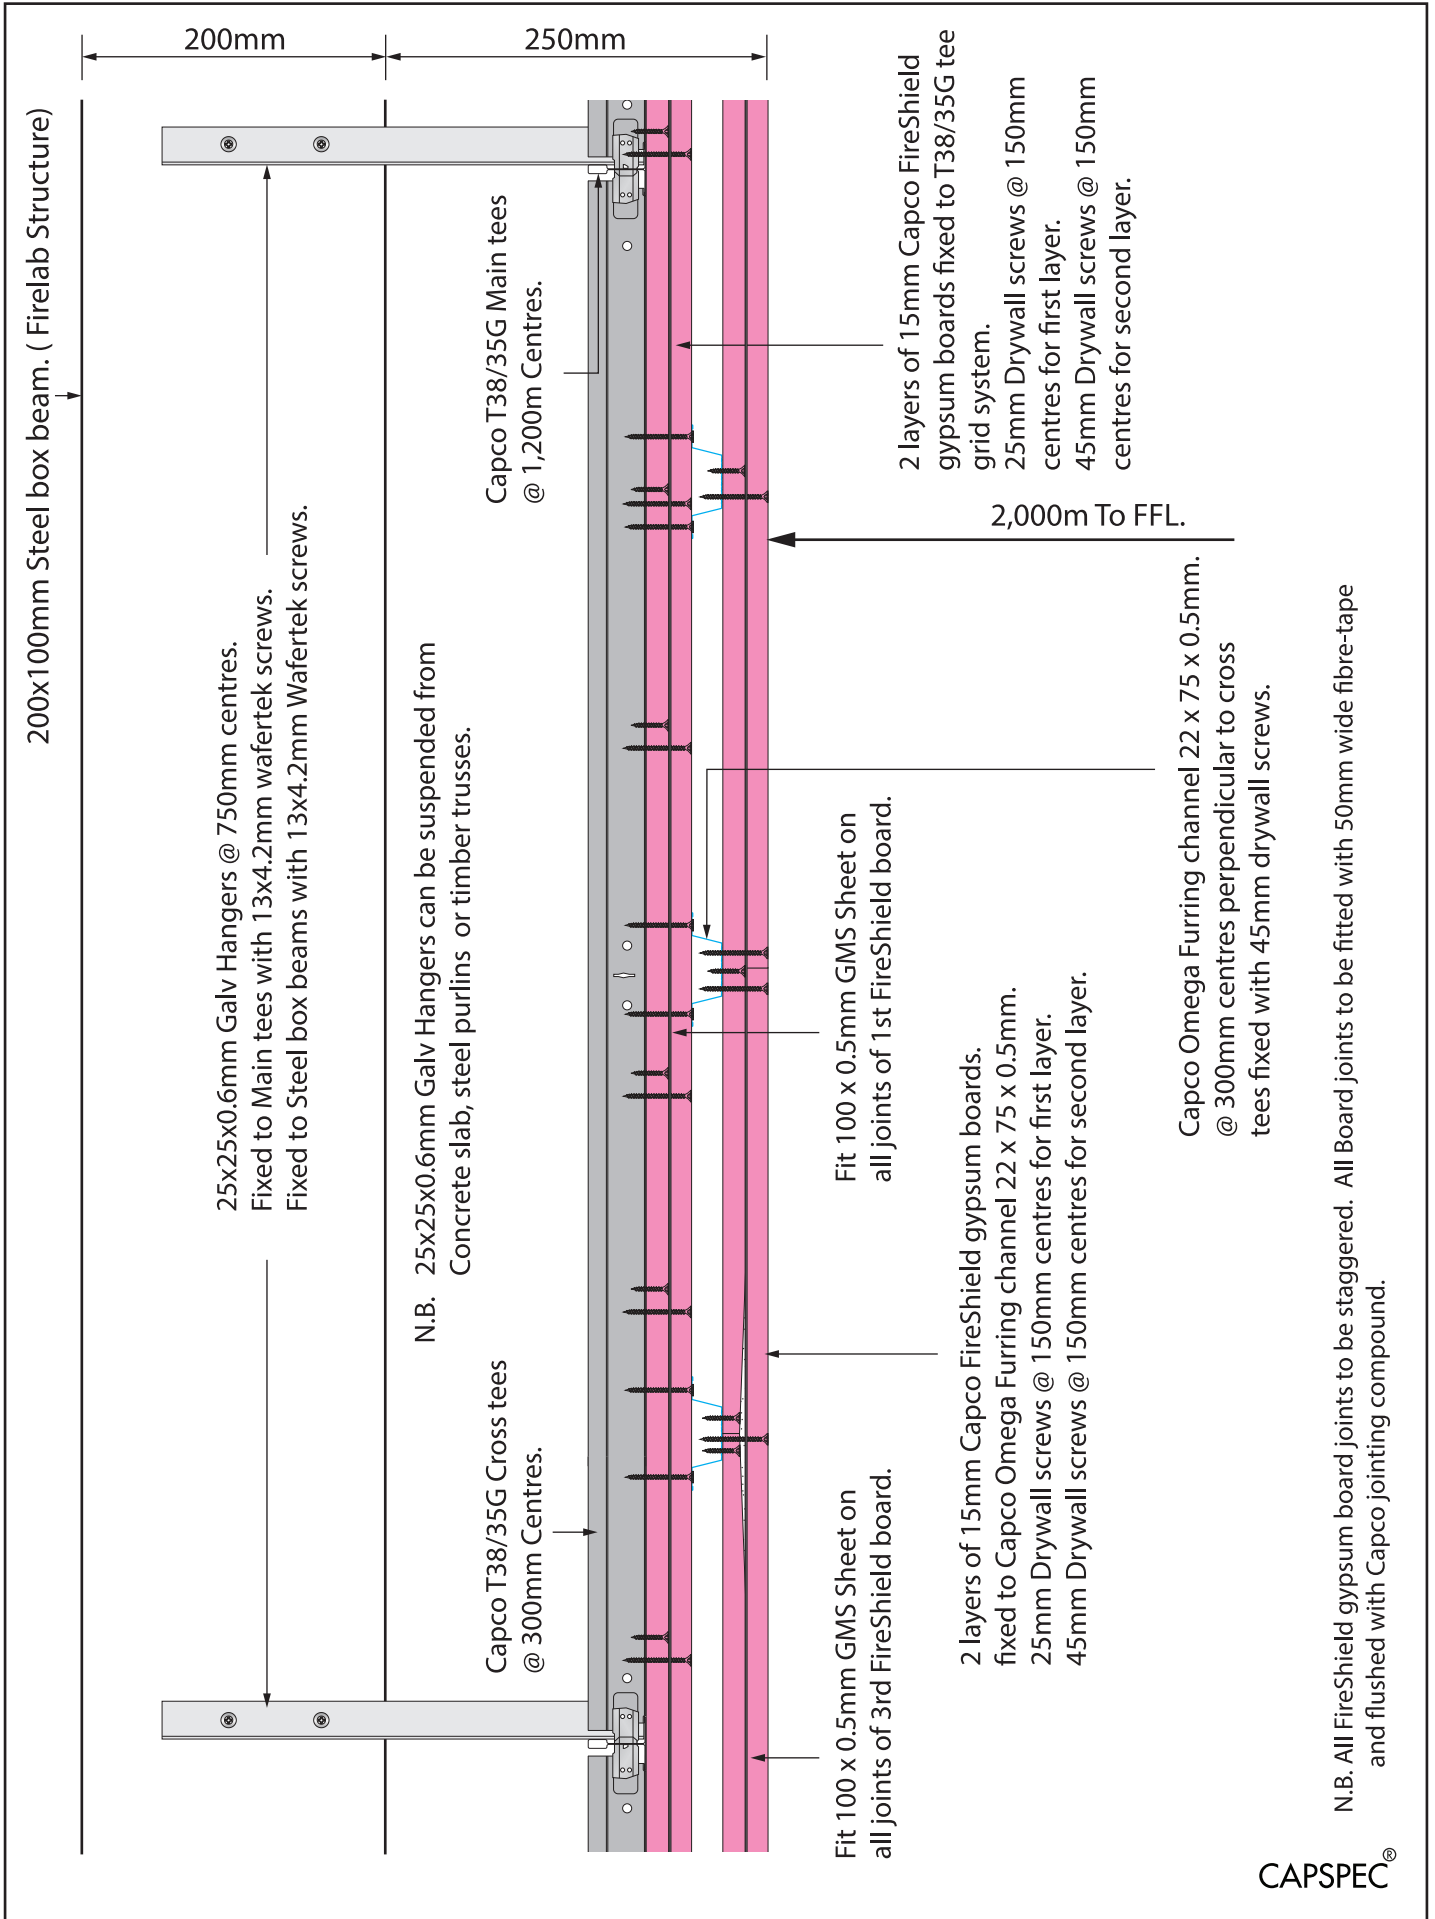 200x100mm Steel box beam. ( Firelab Structure)
200mm
250mm
25x25x0.6mm Galv Hangers @ 750mm centres.
Fixed to Main tees with 13x4.2mm wafertek screws.
Fixed to Steel box beams with 13x4.2mm Wafertek screws.
N.B. 25x25x0.6mm Galv Hangers can be suspended from
Concrete slab, steel purlins or timber trusses.
Capco T38/35G Cross tees
@ 300mm Centres.
Capco T38/35G Main tees
@ 1,200m Centres.
Fit 100 x 0.5mm GMS Sheet on
all joints of 3rd FireShield board.
Fit 100 x 0.5mm GMS Sheet on
all joints of 1st FireShield board.
2 layers of 15mm Capco FireShield
gypsum boards fixed to T38/35G tee
grid system.
25mm Drywall screws @ 150mm
centres for first layer.
45mm Drywall screws @ 150mm
centres for second layer.
2 layers of 15mm Capco FireShield gypsum boards.
fixed to Capco Omega Furring channel 22 x 75 x 0.5mm.
25mm Drywall screws @ 150mm centres for first layer.
45mm Drywall screws @ 150mm centres for second layer.
2,000m To FFL.
Capco Omega Furring channel 22 x 75 x 0.5mm.
@ 300mm centres perpendicular to cross
tees fixed with 45mm drywall screws.
N.B. All FireShield gypsum board joints to be staggered. All Board joints to be fitted with 50mm wide fibre-tape
and flushed with Capco jointing compound.
CAPSPEC®